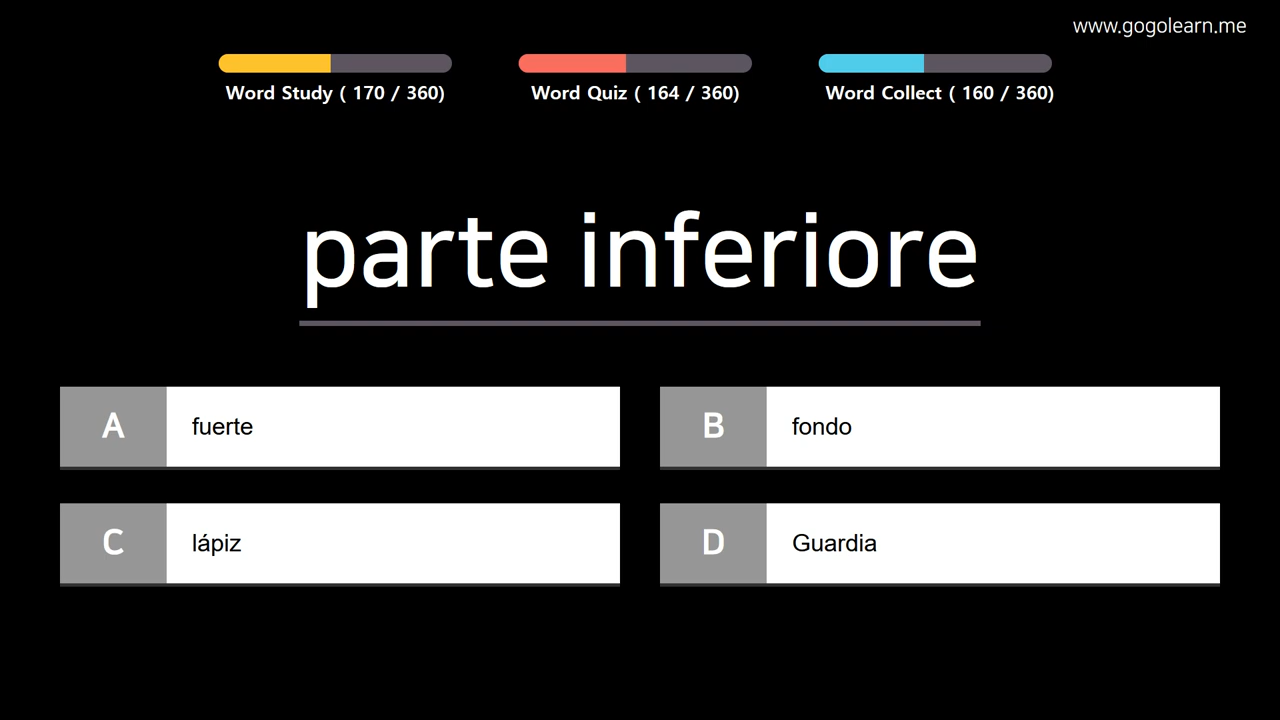 www.gogolearn.me
Word Study ( 170 / 360)
Word Quiz ( 164 / 360)
Word Collect ( 160 / 360)
parte inferiore
A
fuerte
B
fondo
C
lápiz
D
Guardia